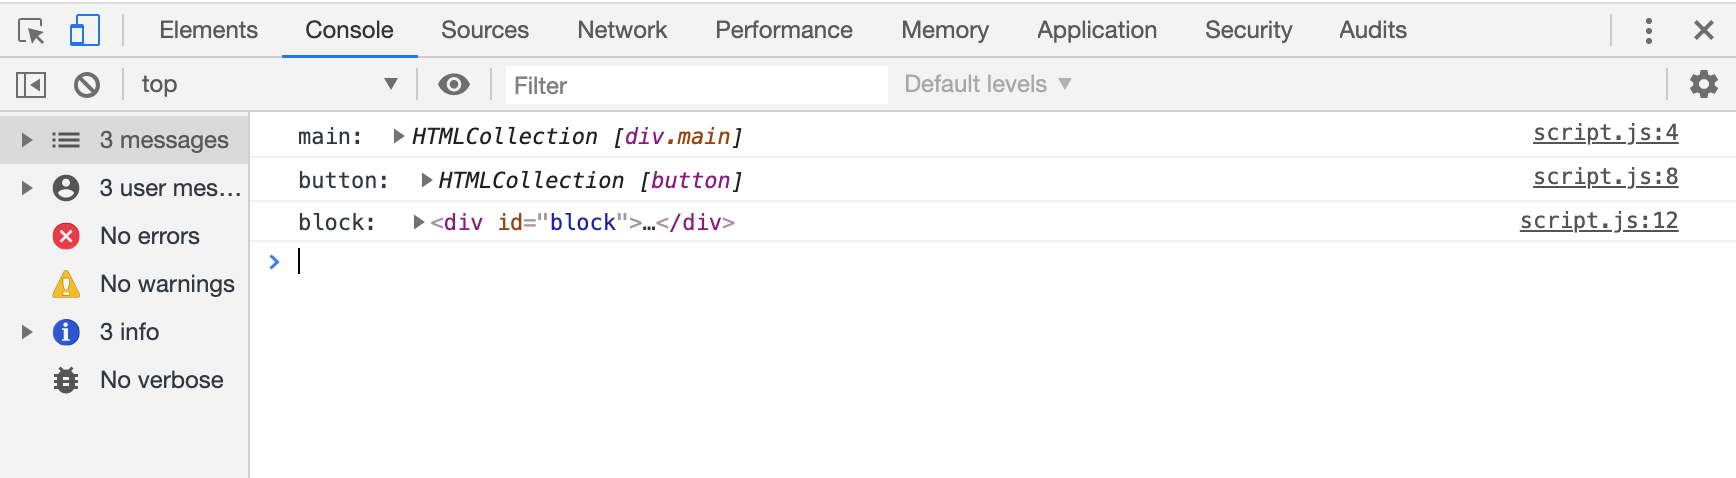 Elements Console Sources Network Performance Memory Application Security Audits
top Filter Default levels
3 messages
3 user mes...
No errors
No warnings
3 info
No verbose
main: HTMLCollection [div.main] script.js:4
button: HTMLCollection [button] script.js:8
block: <div id="block">…</div> script.js:12